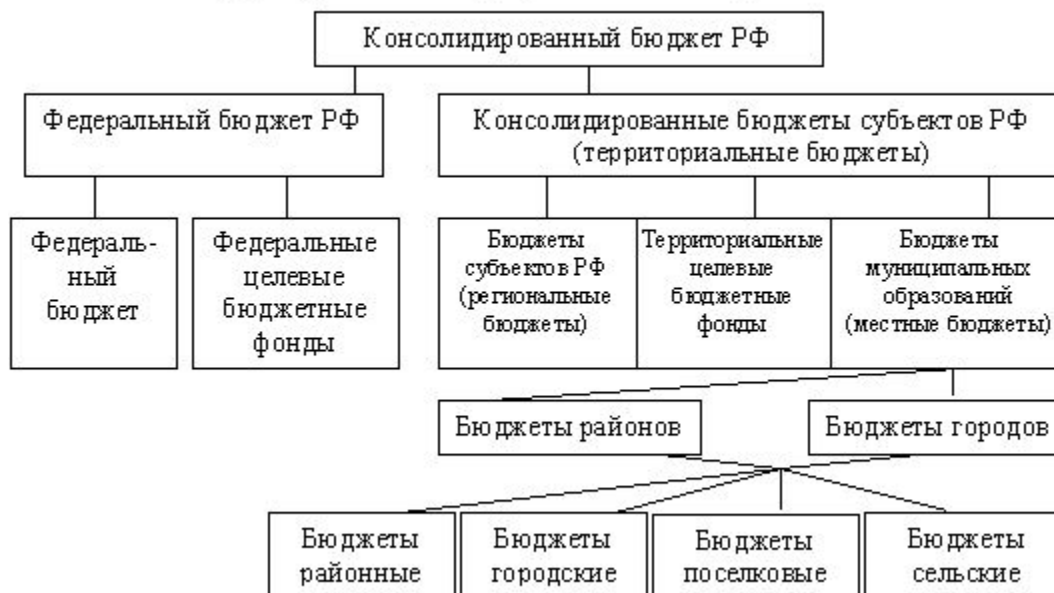 Консолидированный бюджет РФ
Федеральный бюджет РФ
Консолидированные бюджеты субъектов РФ
(территориальные бюджеты)
Федераль-
ный
бюджет
Федеральные
целевые
бюджетные
фонды
Бюджеты
субъектов РФ
(региональные
бюджеты)
Территориальные
целевые
бюджетные
фонды
Бюджеты
муниципальных
образований
(местные бюджеты)
Бюджеты районов
Бюджеты городов
Бюджеты
районные
Бюджеты
городские
Бюджеты
поселковые
Бюджеты
сельские